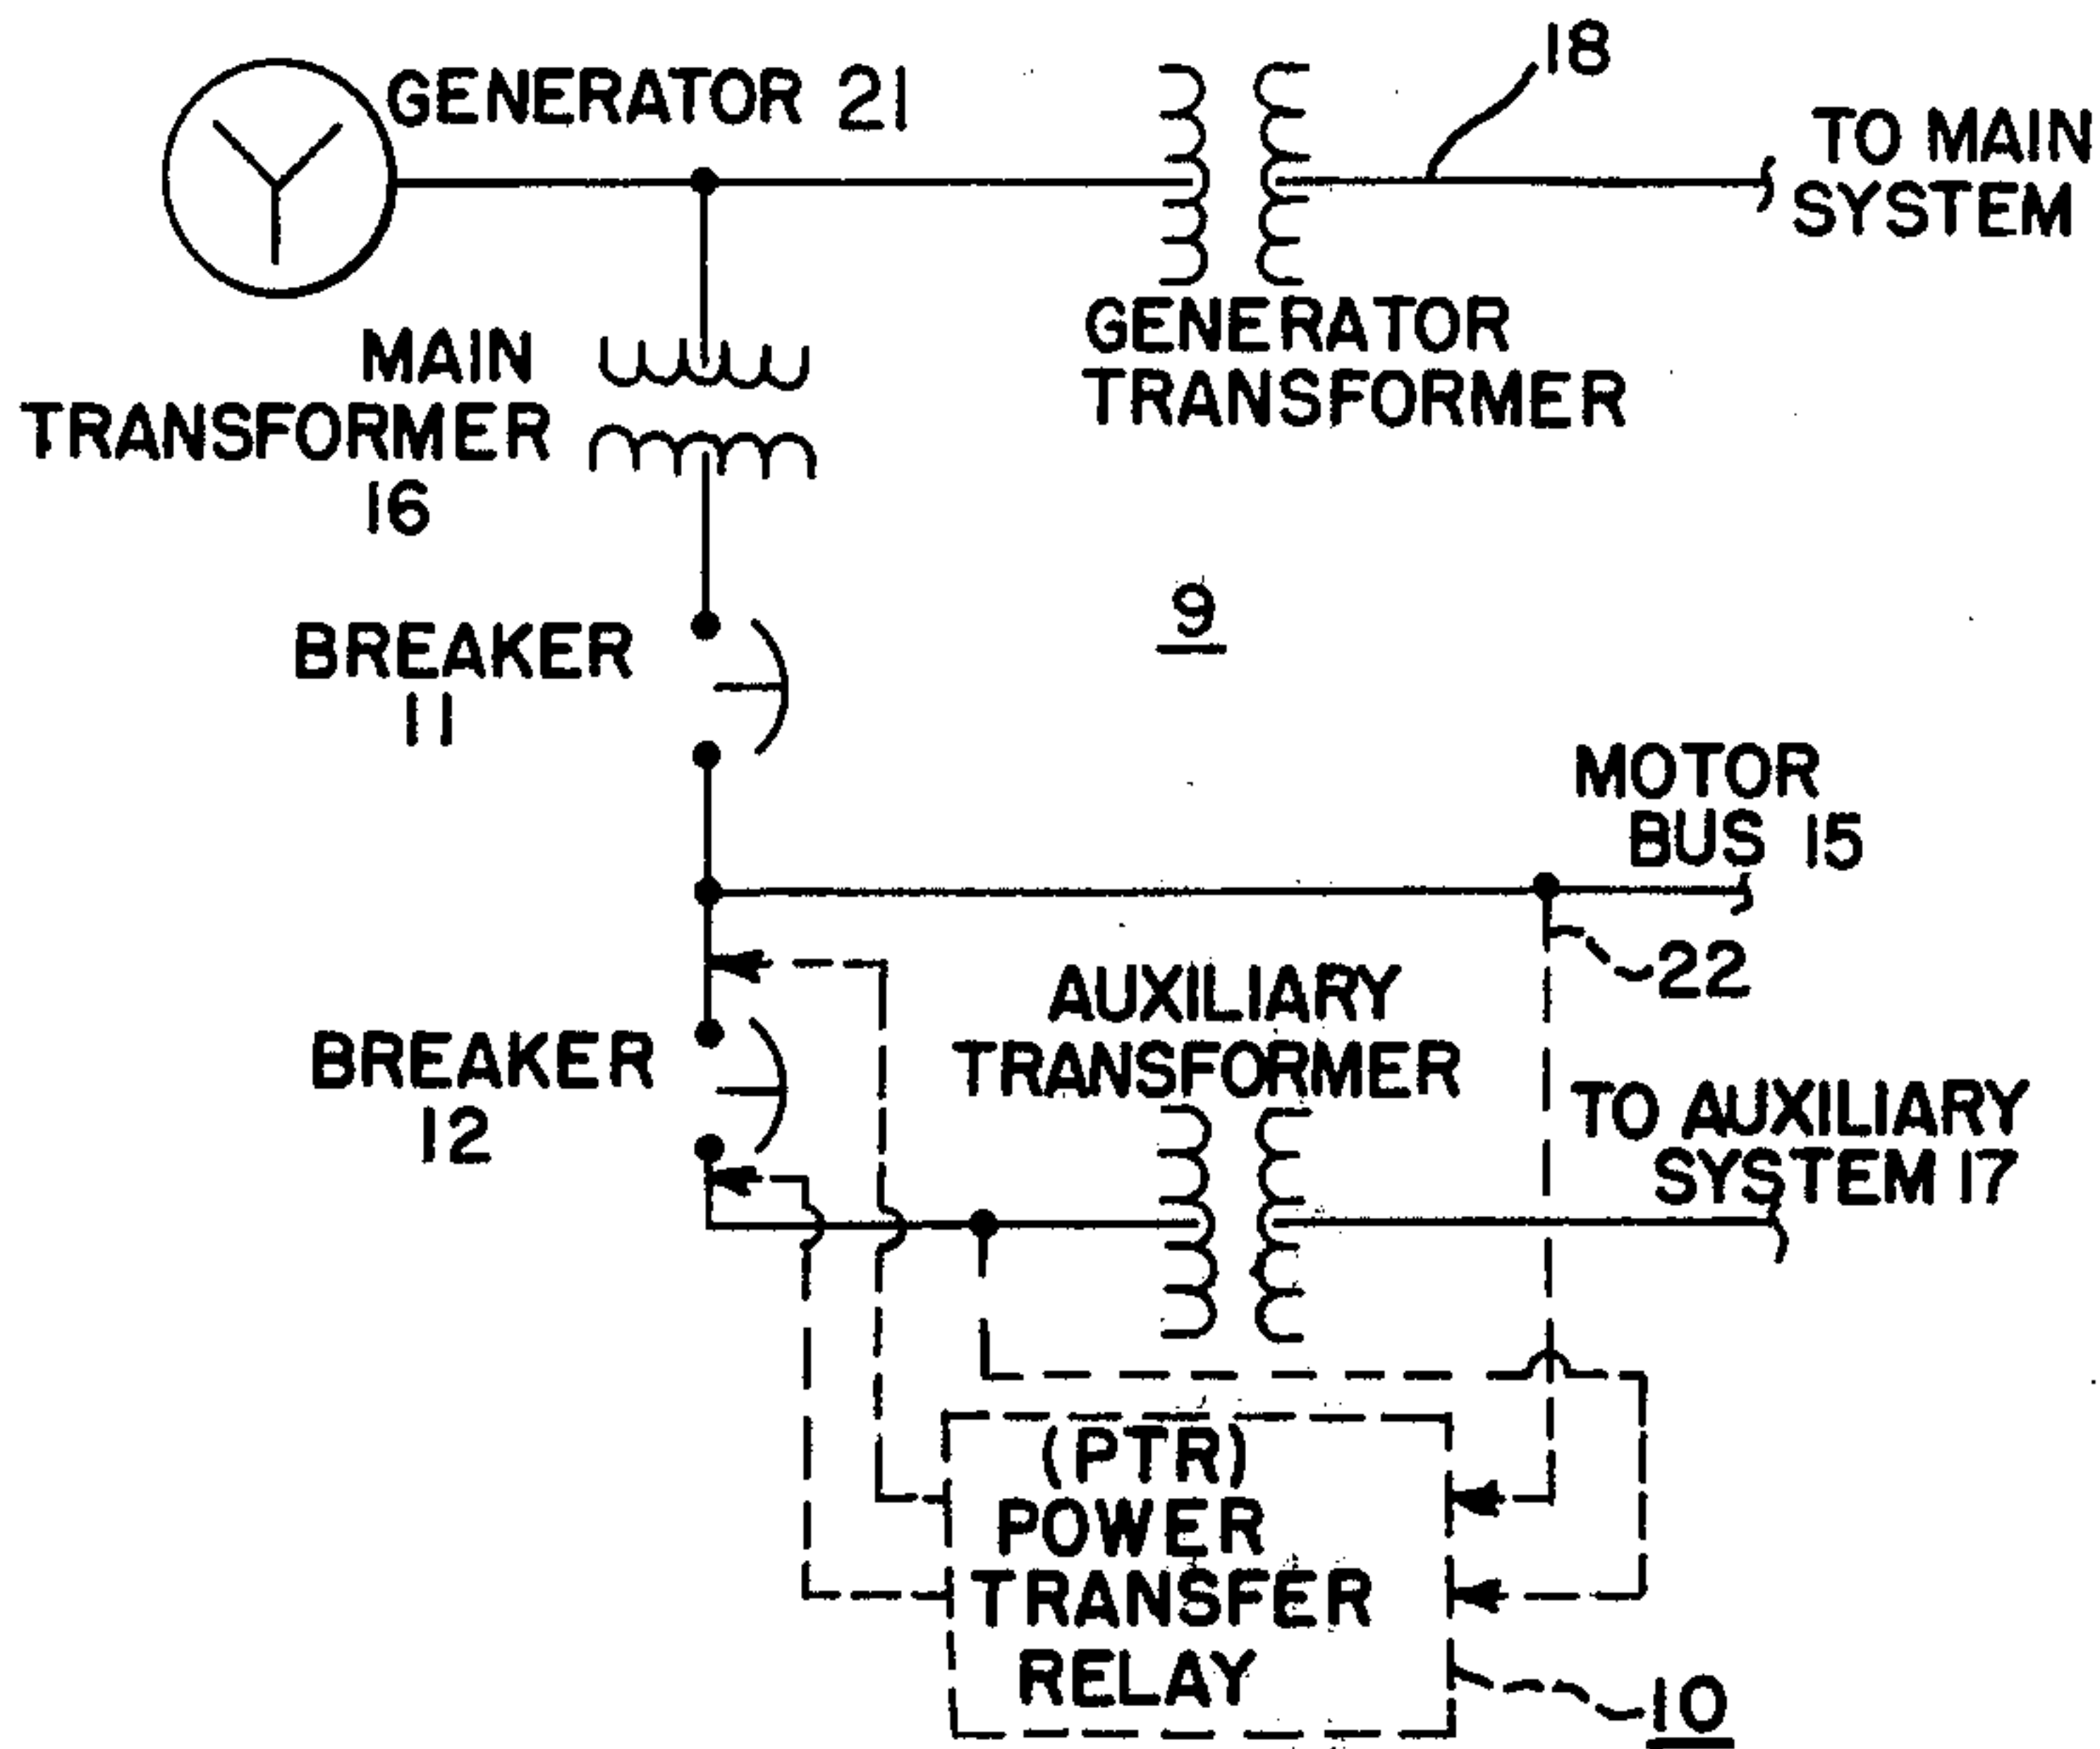 GENERATOR 21
18
TO MAIN
SYSTEM
GENERATOR
TRANSFORMER
MAIN
TRANSFORMER
16
9
BREAKER
11
MOTOR
BUS 15
22
AUXILIARY
TRANSFORMER
BREAKER
12
TO AUXILIARY
SYSTEM 17
(PTR)
POWER
TRANSFER
RELAY
10